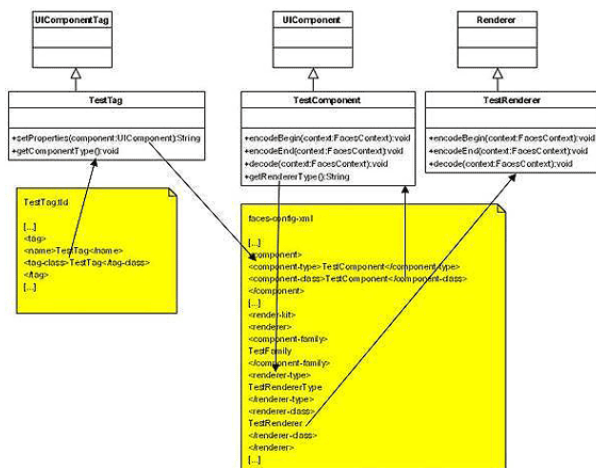 UIComponentTag
UIComponent
Renderer
TestTag
+setProperties(component:UIComponent):String
+getComponentType():void
TestComponent
+encodeBegin(context:FacesContext):void
+encodeEnd(context:FacesContext):void
+decode(context:FacesContext):void
+getRendererType():String
TestRenderer
+encodeBegin(context:FacesContext):void
+encodeEnd(context:FacesContext):void
+decode(context:FacesContext):void
TestTag.tld
[...]
<tag>
<name>TestTag</name>
<tag-class>TestTag</tag-class>
</tag>
[...]
faces-config-xml
[...]
<component>
<component-type>TestComponent</component-type>
<component-class>TestComponent</component-class>
</component>
[...]
<render-kit>
<renderer>
<component-family>
TestFamily
</component-family>
<renderer-type>
TestRendererType
</renderer-type>
<renderer-class>
TestRenderer
</renderer-class>
</renderer>
[...]